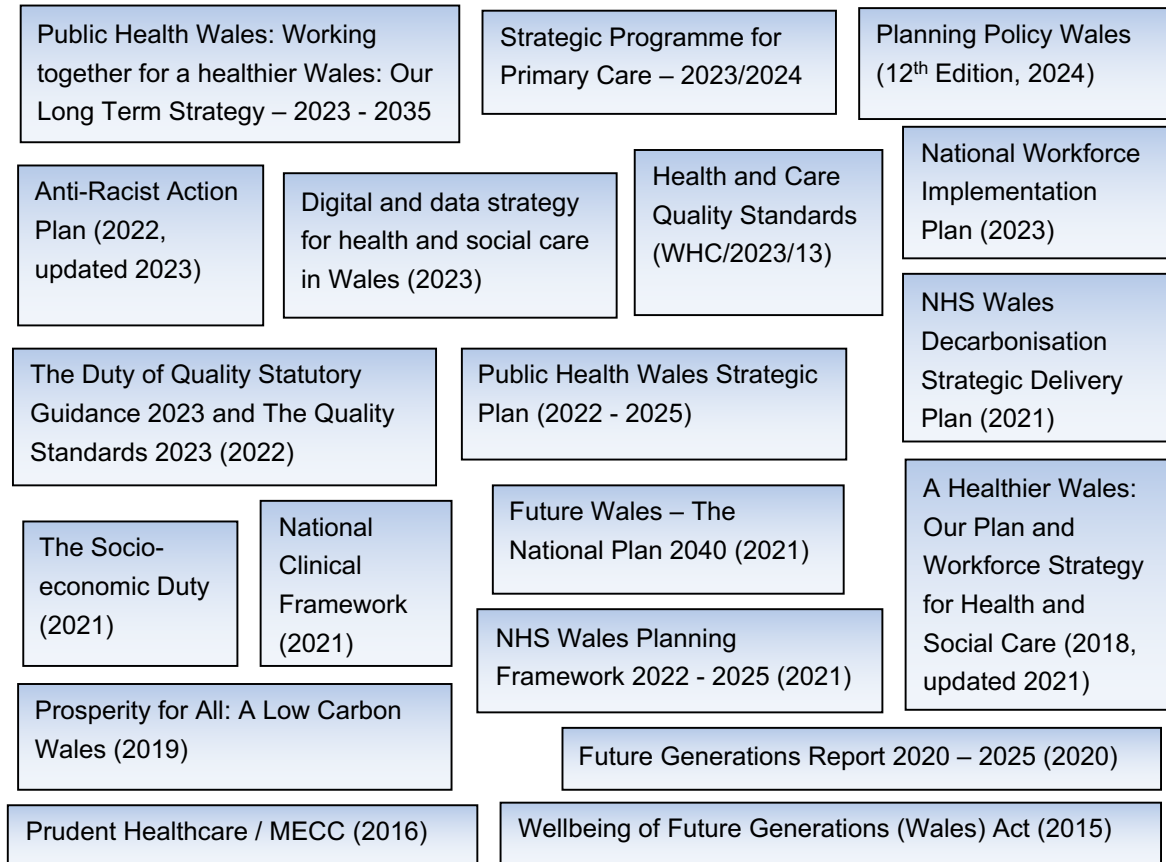 Public Health Wales: Working
together for a healthier Wales: Our
Long Term Strategy – 2023 - 2035
Strategic Programme for
Primary Care – 2023/2024
Planning Policy Wales
(12th Edition, 2024)
Anti-Racist Action
Plan (2022,
updated 2023)
Digital and data strategy
for health and social care
in Wales (2023)
Health and Care
Quality Standards
(WHC/2023/13)
National Workforce
Implementation
Plan (2023)
NHS Wales
Decarbonisation
Strategic Delivery
Plan (2021)
The Duty of Quality Statutory
Guidance 2023 and The Quality
Standards 2023 (2022)
Public Health Wales Strategic
Plan (2022 - 2025)
A Healthier Wales:
Our Plan and
Workforce Strategy
for Health and
Social Care (2018,
updated 2021)
The Socio-
economic Duty
(2021)
National
Clinical
Framework
(2021)
Future Wales – The
National Plan 2040 (2021)
NHS Wales Planning
Framework 2022 - 2025 (2021)
Prosperity for All: A Low Carbon
Wales (2019)
Future Generations Report 2020 – 2025 (2020)
Prudent Healthcare / MECC (2016)
Wellbeing of Future Generations (Wales) Act (2015)